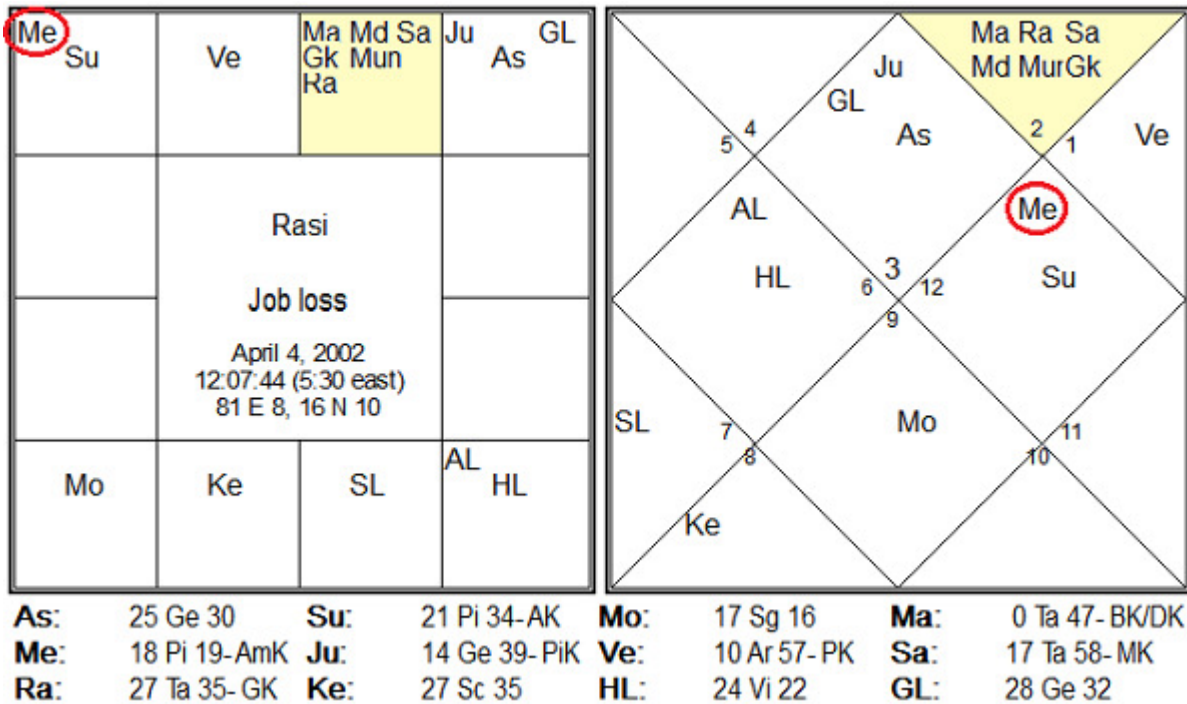 Me
Su
Ve
Ma Md Sa
Gk Mun
Ra
Ju GL
As
Rasi
Job loss
April 4, 2002
12:07:44 (5:30 east)
81 E 8, 16 N 10
Mo
Ke
SL
AL
HL
Ma Ra Sa
Md MurGk
Ju
GL
As
Ve
4
5
2
1
AL
Me
HL
Su
3
6
12
9
SL
Mo
7
8
11
10
Ke
As: 25 Ge 30 Su: 21 Pi 34-AK Mo: 17 Sg 16 Ma: 0 Ta 47-BK/DK
Me: 18 Pi 19-AmK Ju: 14 Ge 39-PiK Ve: 10 Ar 57-PK Sa: 17 Ta 58-MK
Ra: 27 Ta 35-GK Ke: 27 Sc 35 HL: 24 Vi 22 GL: 28 Ge 32